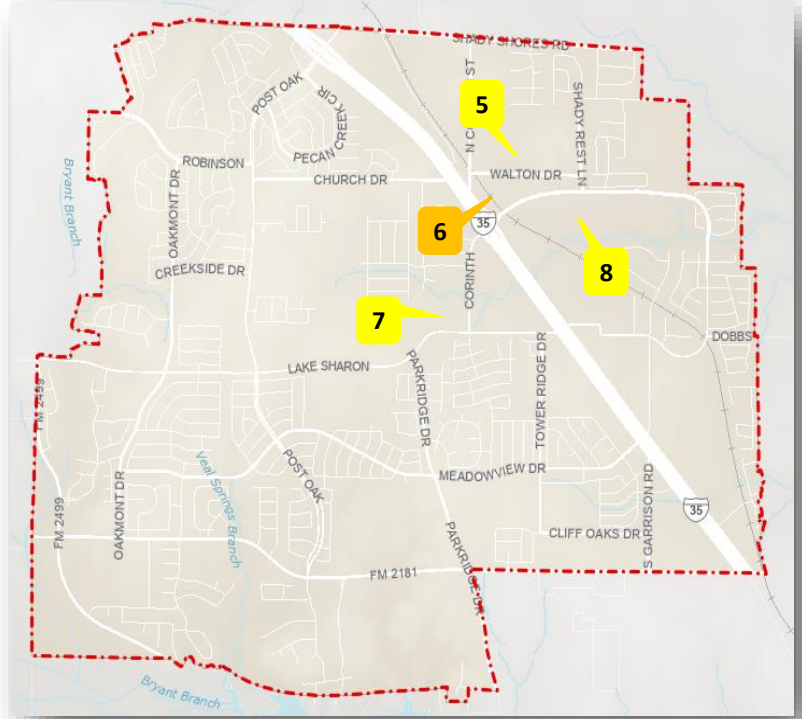 SHADY SHORES RD
POST OAK
PECAN CREEK CIR
5
SHADY REST LN
Bryant Branch
ROBINSON
OAKMONT DR
CHURCH DR
WALTON DR
6
35
8
CREEKSIDE DR
CORINTH
7
DOBBS
LAKE SHARON
PARKRIDGE DR
TOWER RIDGE DR
FM 2499
Veal Springs Branch
POST OAK
MEADOWVIEW DR
OAKMONT DR
FM 2499
S GARRISON RD
35
CLIFF OAKS DR
PARKRIDGE DR
FM 2181
Bryant Branch